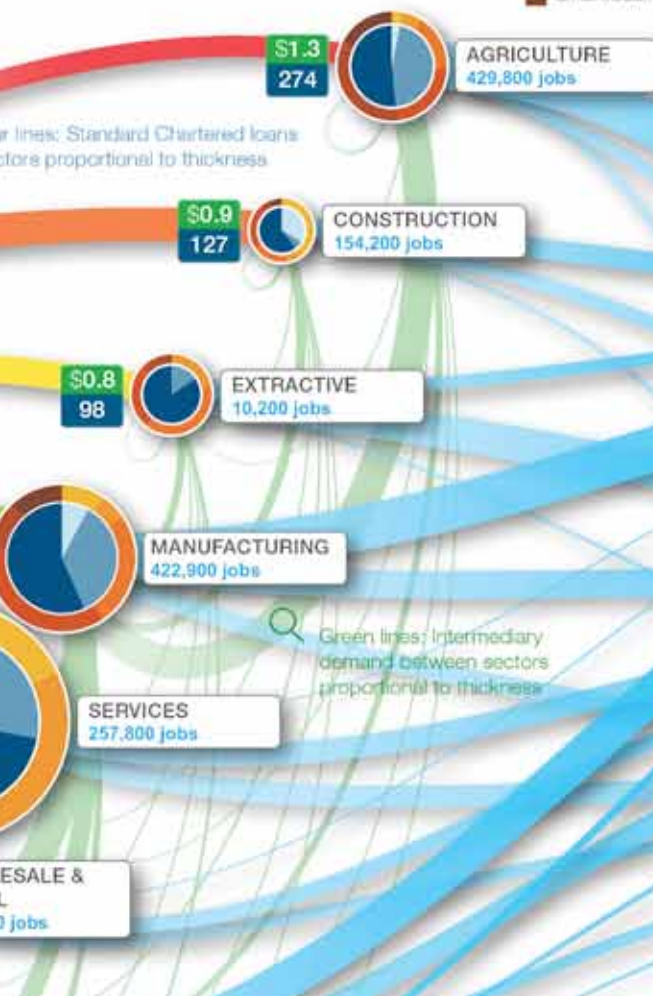 $1.3
274
AGRICULTURE
429,800 jobs
lines: Standard Chartered loans
proportional to thickness
$0.9
127
CONSTRUCTION
154,200 jobs
$0.8
98
EXTRACTIVE
10,200 jobs
MANUFACTURING
422,900 jobs
Green lines: Intermediary
demand between sectors
proportional to thickness
SERVICES
257,800 jobs
ESALE &
L
0 jobs